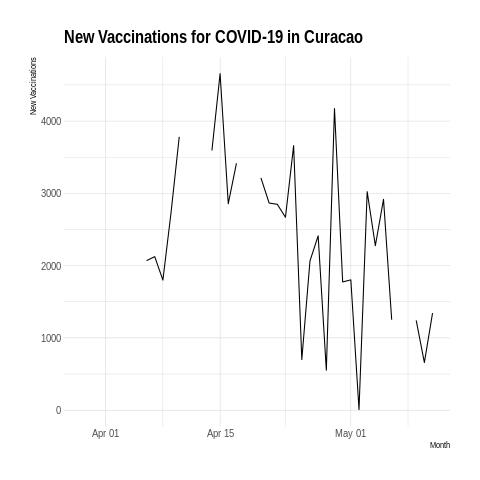 New Vaccinations for COVID-19 in Curacao
New Vaccinations
4000
3000
2000
1000
0
Apr 01
Apr 15
May 01
Month